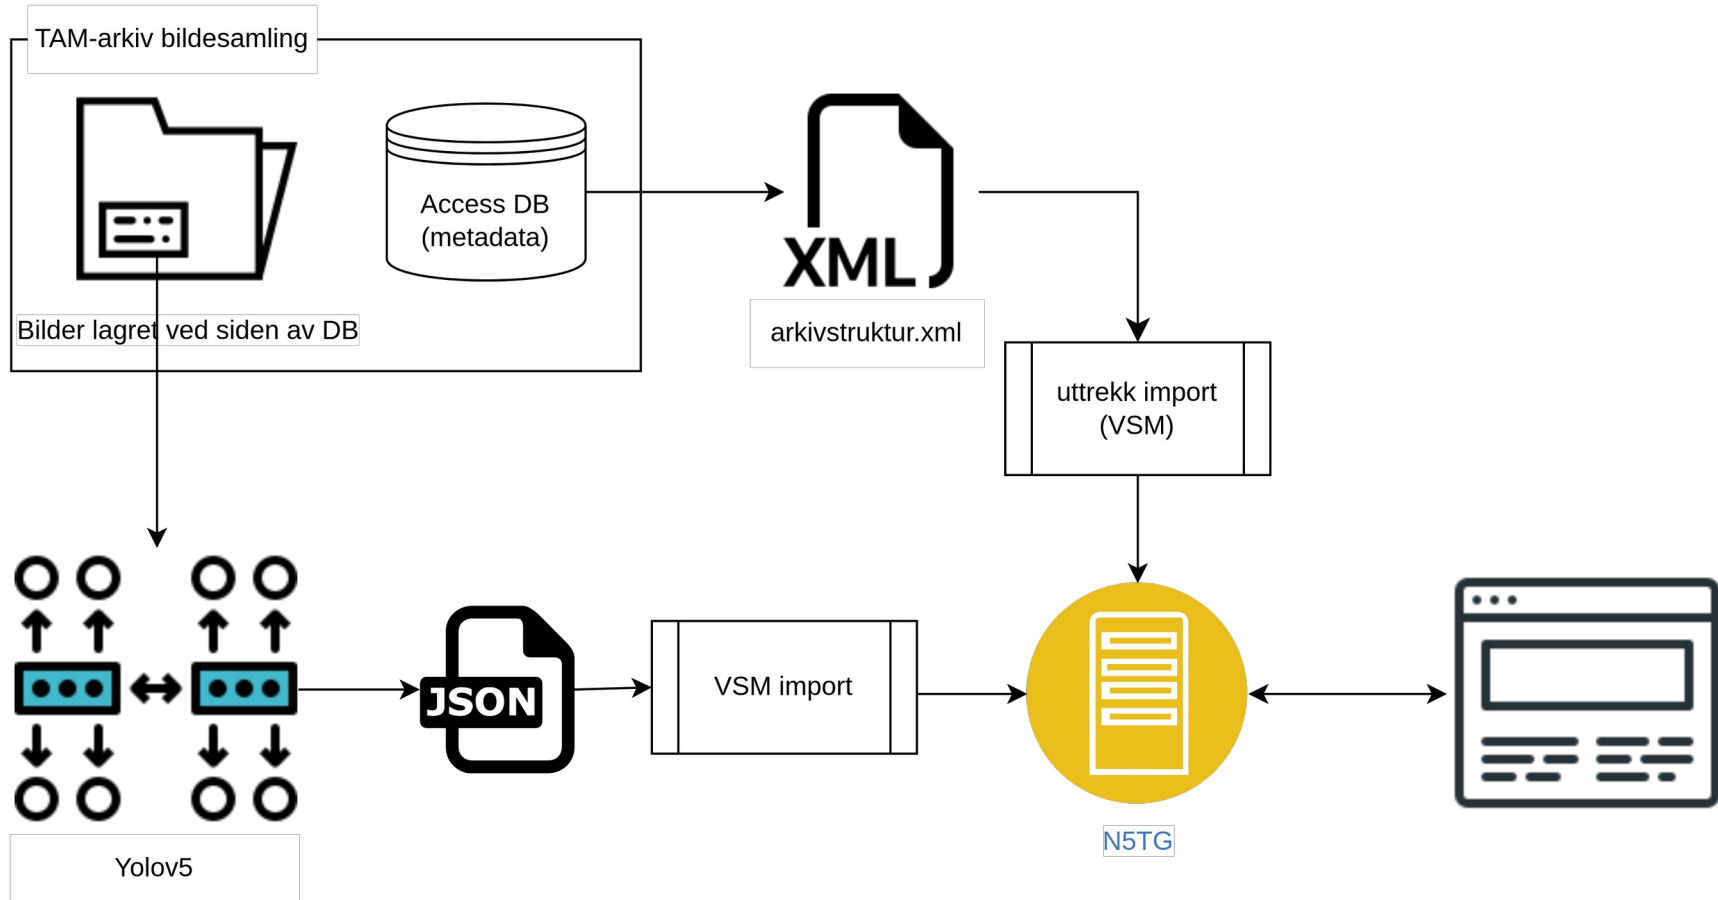 TAM-arkiv bildesamling
Access DB
(metadata)
Bilder lagret ved siden av DB
XML
arkivstruktur.xml
uttrekk import
(VSM)
JSON
VSM import
N5TG
Yolov5